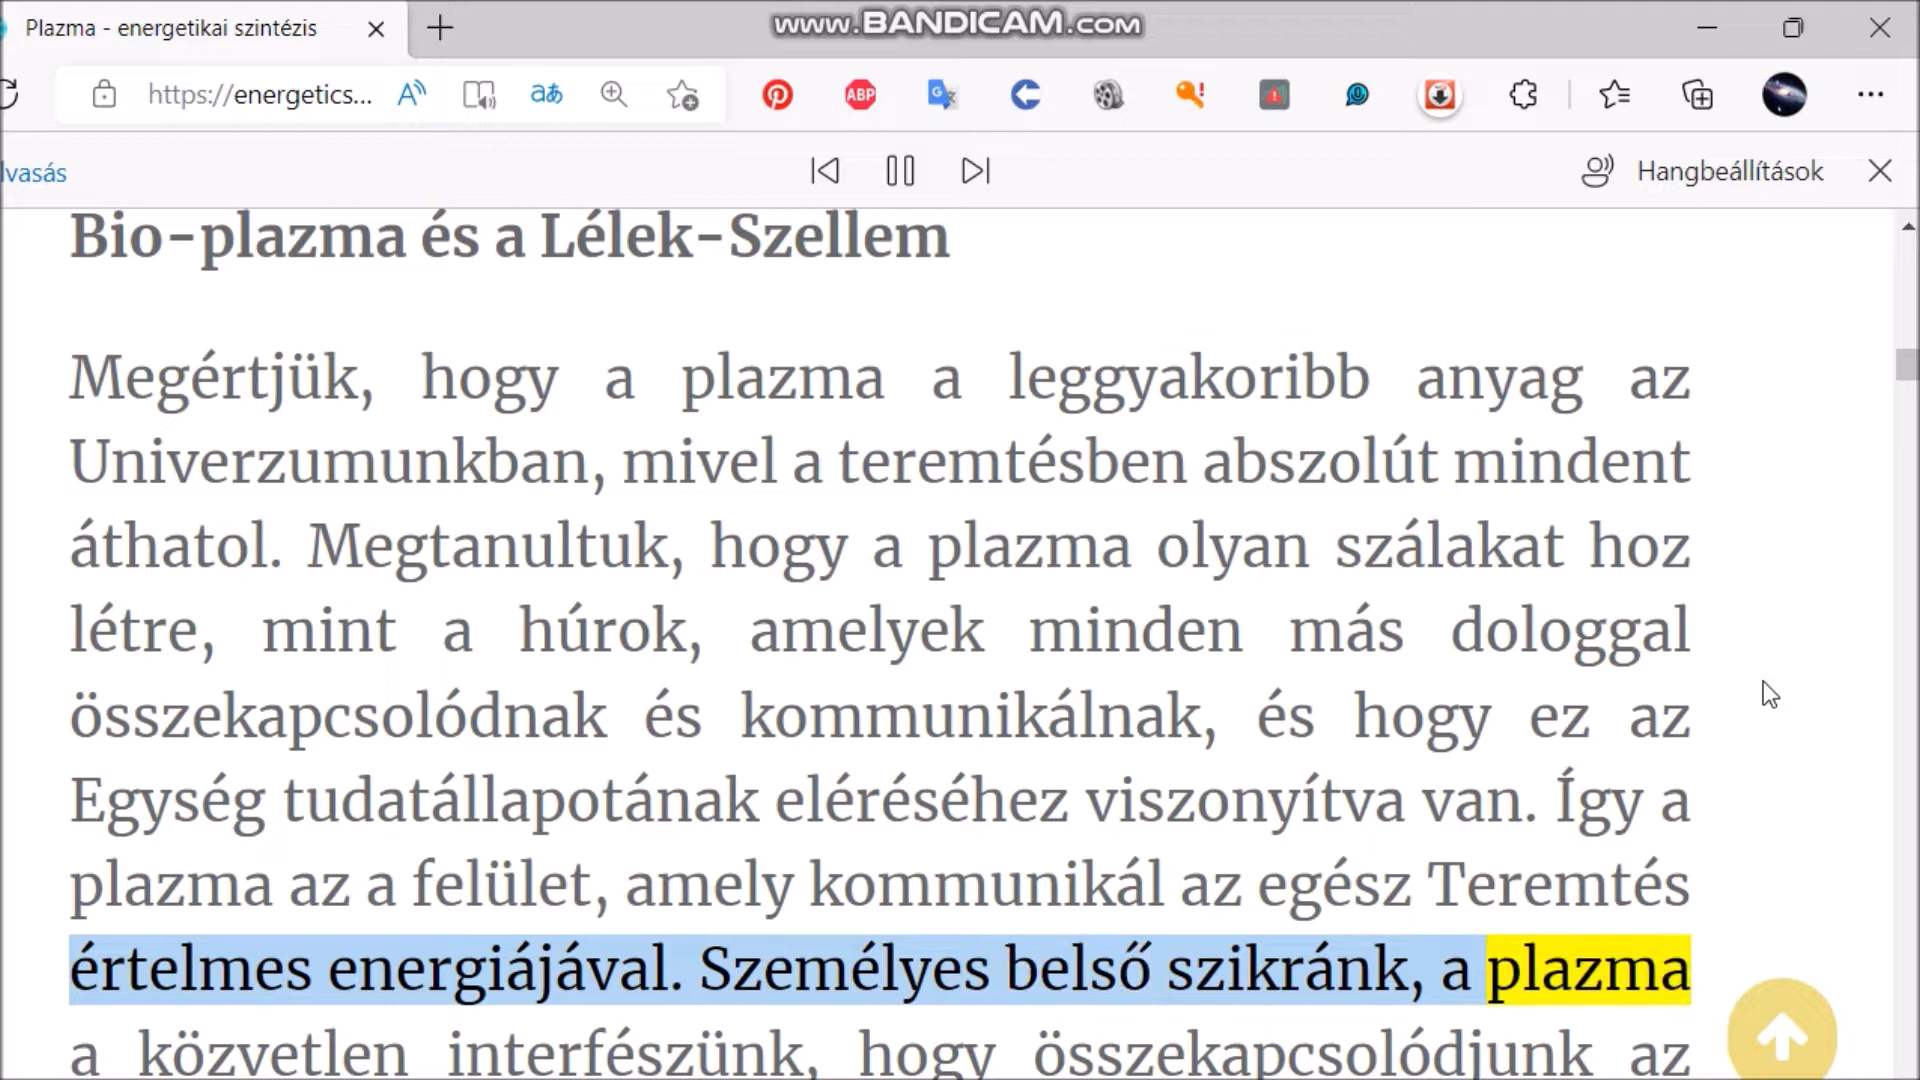 Plazma - energetikai szintézis
www.BANDICAM.com
https://energetics...
ABP
lvasás
Hangbeállítások
Bio-plazma és a Lélek-Szellem
Megértjük, hogy a plazma a leggyakoribb anyag az
Univerzumunkban, mivel a teremtésben abszolút mindent
áthatol. Megtanultuk, hogy a plazma olyan szálakat hoz
létre, mint a húrok, amelyek minden más dologgal
összekapcsolódnak és kommunikálnak, és hogy ez az
Egység tudatállapotának eléréséhez viszonyítva van. Így a
plazma az a felület, amely kommunikál az egész Teremtés
értelmes energiájával. Személyes belső szikránk, a plazma
a közvetlen interfészünk, hogy összekapcsolódjunk az